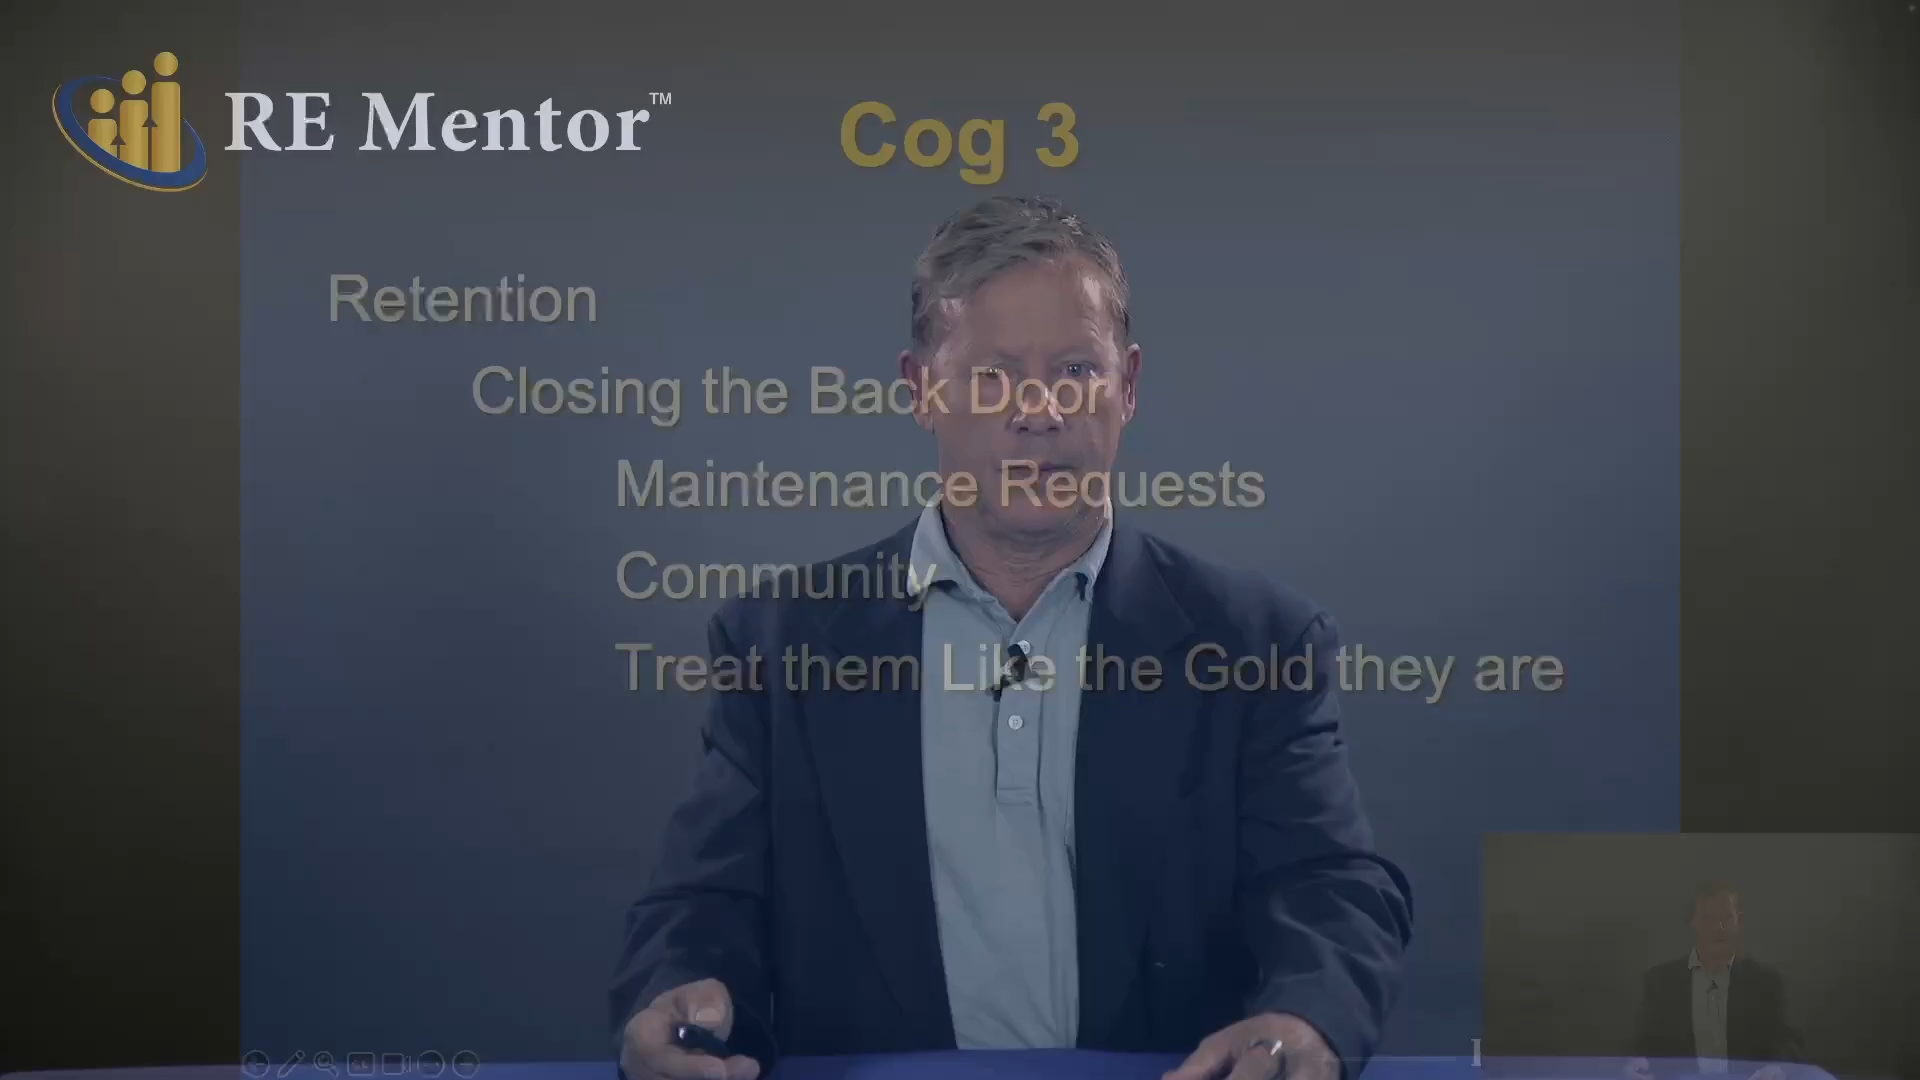 RE Mentor™
Cog 3
Retention
Closing the Back Door
Maintenance Requests
Community
Treat them Like the Gold they are